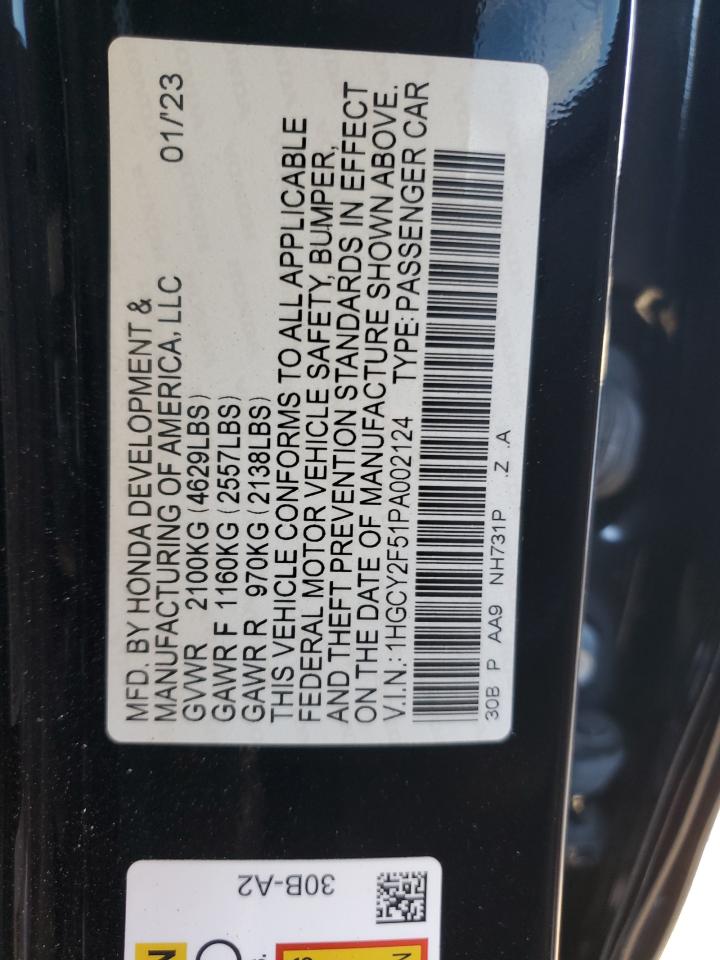 MFD. BY HONDA DEVELOPMENT &
MANUFACTURING OF AMERICA, LLC 01/'23
GVWR 2100KG (4629LBS)
GAWR F 1160KG (2557LBS)
GAWR R 970KG (2138LBS)
THIS VEHICLE CONFORMS TO ALL APPLICABLE
FEDERAL MOTOR VEHICLE SAFETY, BUMPER,
AND THEFT PREVENTION STANDARDS IN EFFECT
ON THE DATE OF MANUFACTURE SHOWN ABOVE.
V.I.N.: 1HGCY2F51PA002124 TYPE: PASSENGER CAR
30B P AA9 NH731P .Z .A
30B-A2